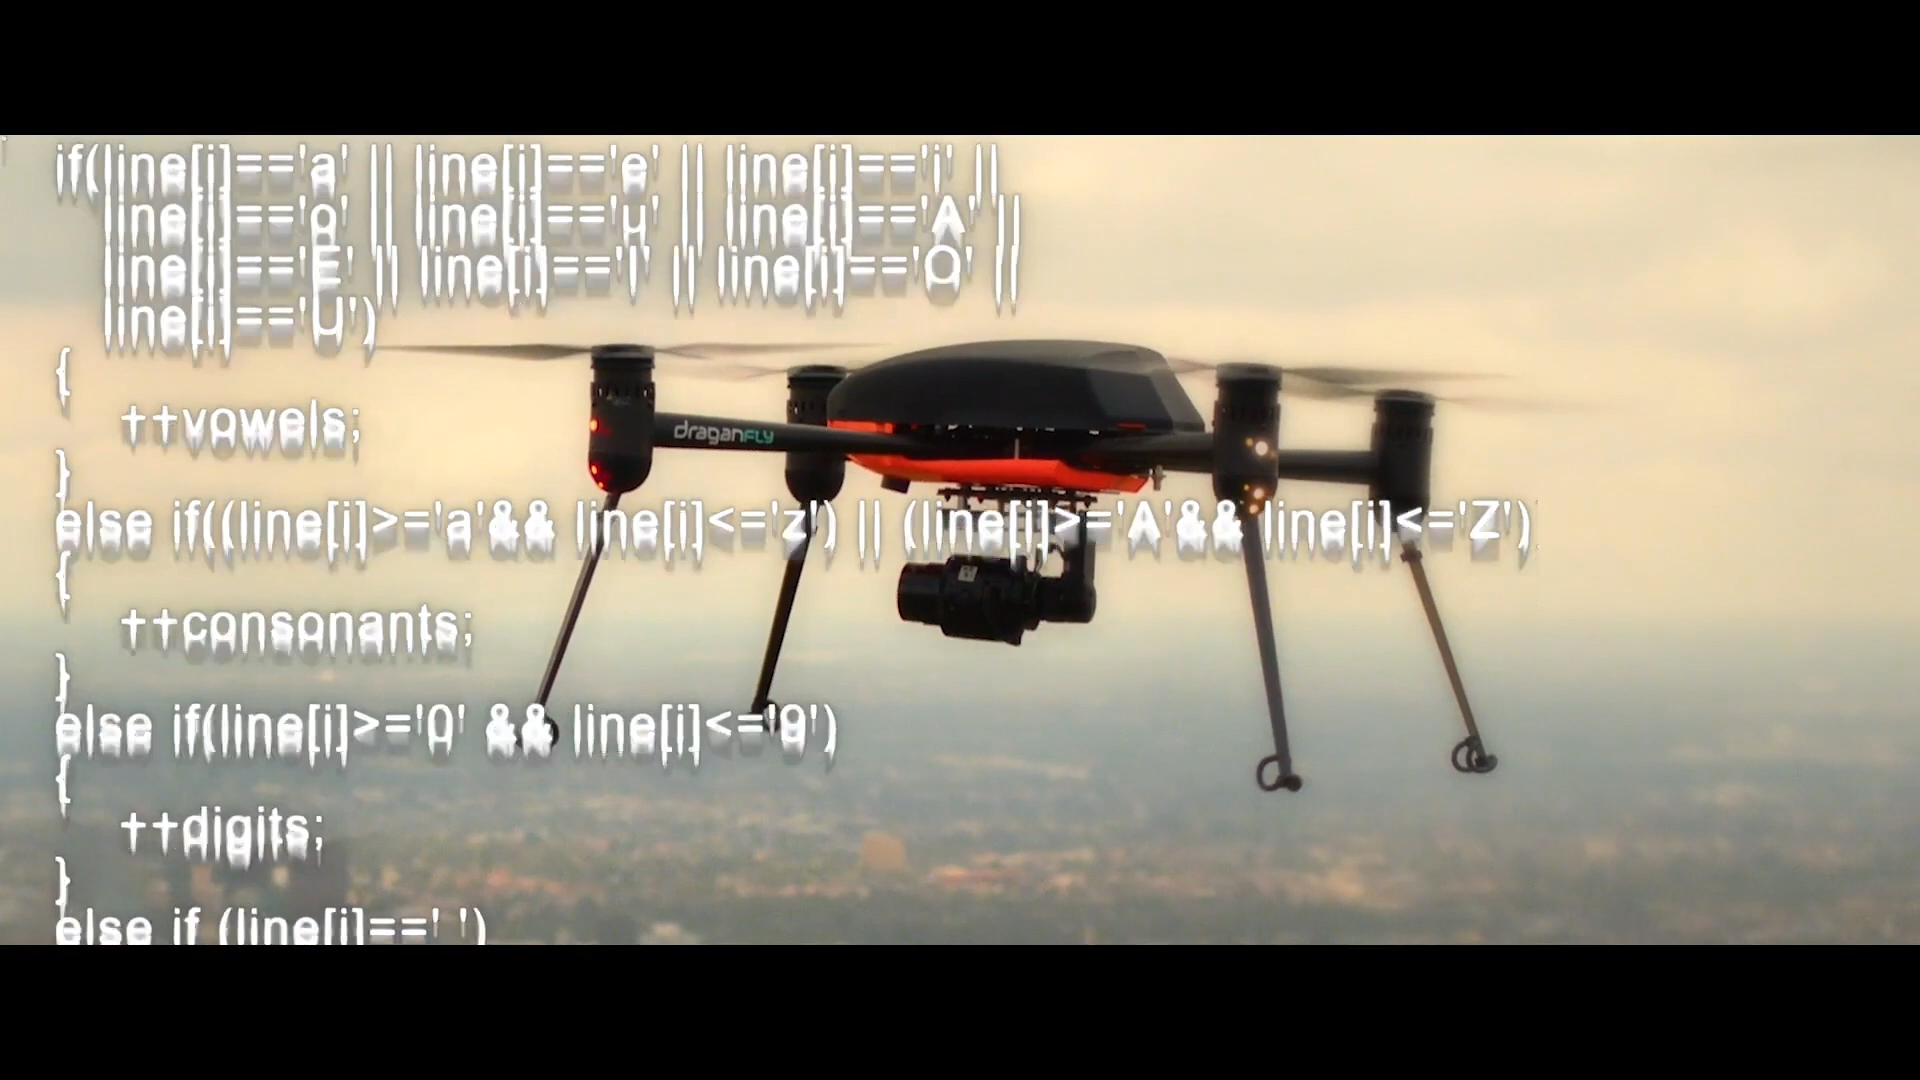 if(line[i]=='a' || line[i]=='e' || line[i]=='i' ||
line[i]=='o' || line[i]=='u' || line[i]=='A' ||
line[i]=='E' || line[i]=='I' || line[i]=='O' ||
line[i]=='U')
{
++vowels;
}
else if((line[i]>='a'&& line[i]<='z') || (line[i]>='A'&& line[i]<='Z')
{
++consonants;
}
else if(line[i]>='0' && line[i]<='9')
{
++digits;
}
else if (line[i]==' ')
draganFLY